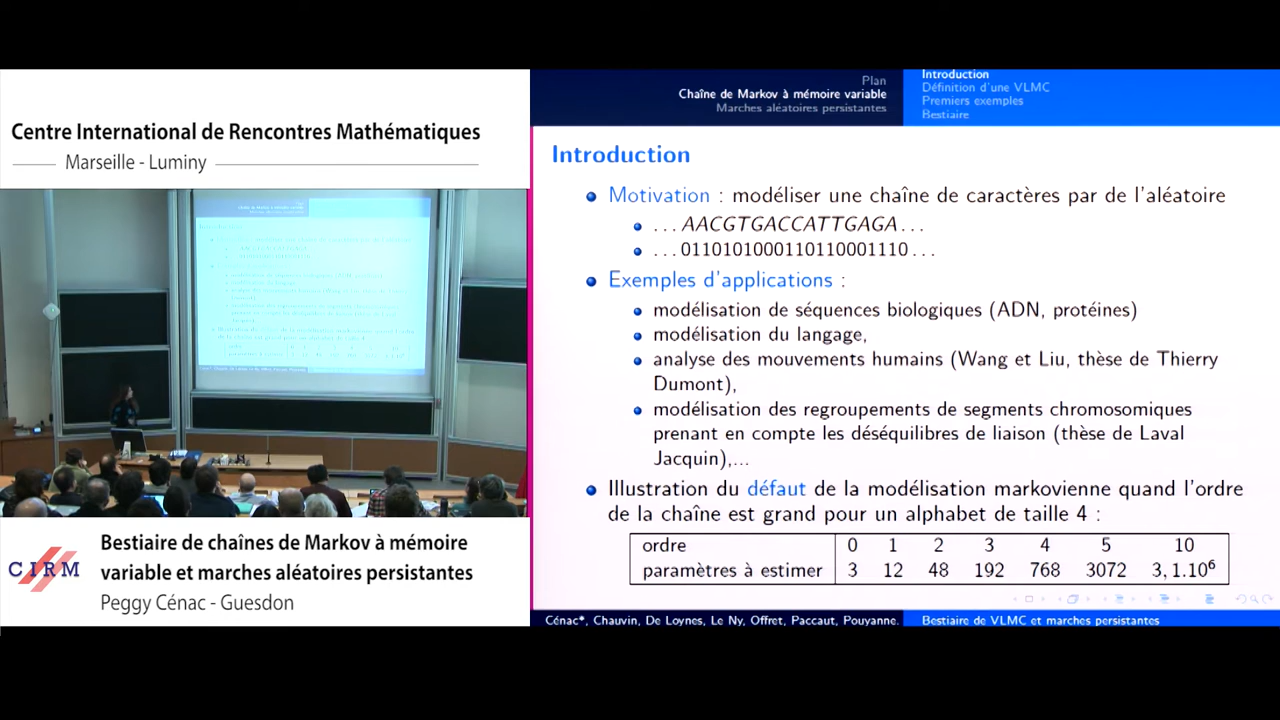 Centre International de Rencontres Mathématiques
Marseille - Luminy
Bestiaire de chaînes de Markov à mémoire
variable et marches aléatoires persistantes
Peggy Cénac - Guesdon
CIRM
Plan
Chaîne de Markov à mémoire variable
Marches aléatoires persistantes
Introduction
Définition d'une VLMC
Premiers exemples
Bestiaire
Introduction
Motivation : modéliser une chaîne de caractères par de l'aléatoire
...AACGTGACCATTGAGA...
...0110101000110110001110...
Exemples d'applications :
modélisation de séquences biologiques (ADN, protéines)
modélisation du langage,
analyse des mouvements humains (Wang et Liu, thèse de Thierry
Dumont),
modélisation des regroupements de segments chromosomiques
prenant en compte les déséquilibres de liaison (thèse de Laval
Jacquin),...
Illustration du défaut de la modélisation markovienne quand l'ordre
de la chaîne est grand pour un alphabet de taille 4 :
ordre 0 1 2 3 4 5 10
paramètres à estimer 3 12 48 192 768 3072 3, 1.10⁶
Cénac*, Chauvin, De Loynes, Le Ny, Offret, Paccaut, Pouyanne.
Bestiaire de VLMC et marches persistantes